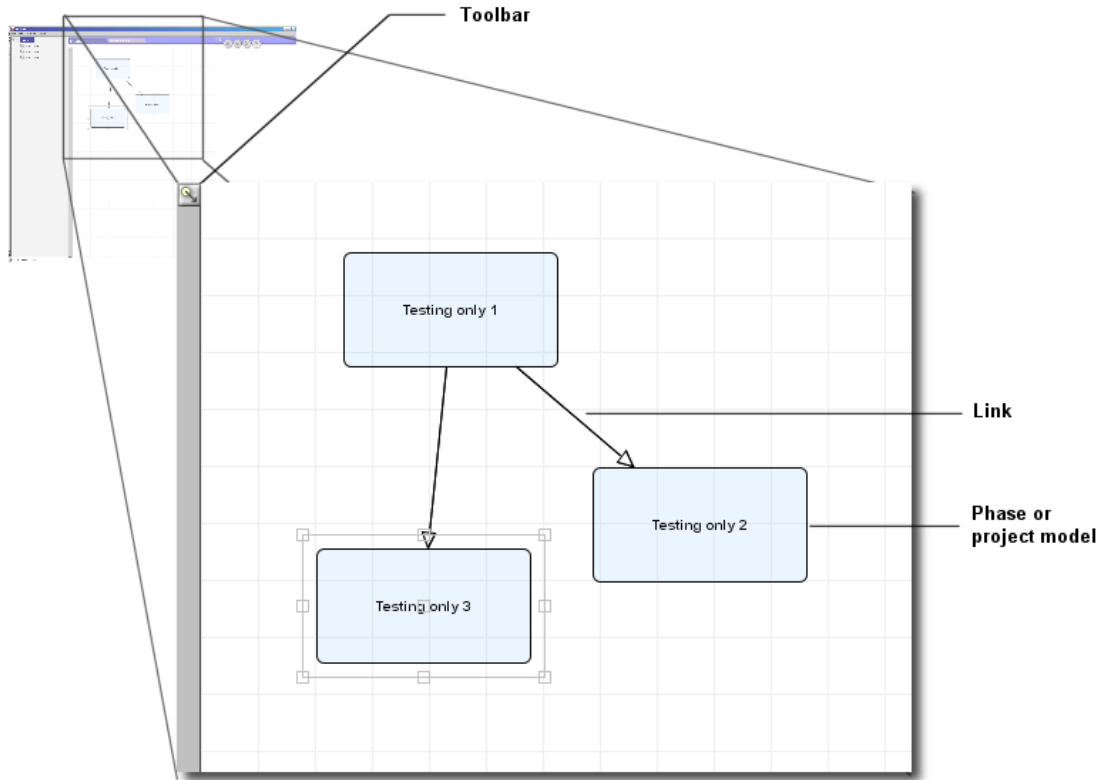 Toolbar
Testing only 1
Link
Testing only 2
Phase or
project model
Testing only 3